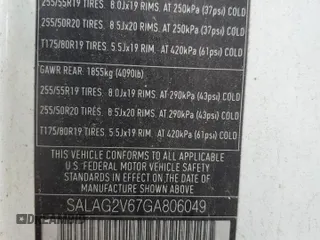 255/55R19 TIRES. 8.0Jx19 RIMS. AT 250kPa (37psi) COLD
255/50R20 TIRES. 8.5Jx20 RIMS. AT 250kPa (37psi) COLD
T175/80R19 TIRES. 5.5Jx19 RIM. AT 420kPa (61psi) COLD
GAWR REAR: 1855kg (4090lb)
255/55R19 TIRES. 8.0Jx19 RIMS. AT 290kPa (43psi) COLD
255/50R20 TIRES. 8.5Jx20 RIMS. AT 290kPa (43psi) COLD
T175/80R19 TIRES. 5.5Jx19 RIM. AT 420kPa (61psi) COLD
THIS VEHICLE CONFORMS TO ALL APPLICABLE
U.S. FEDERAL MOTOR VEHICLE SAFETY
STANDARDS IN EFFECT ON THE DATE OF
MANUFACTURE SHOWN ABOVE.
SALAG2V67GA806049